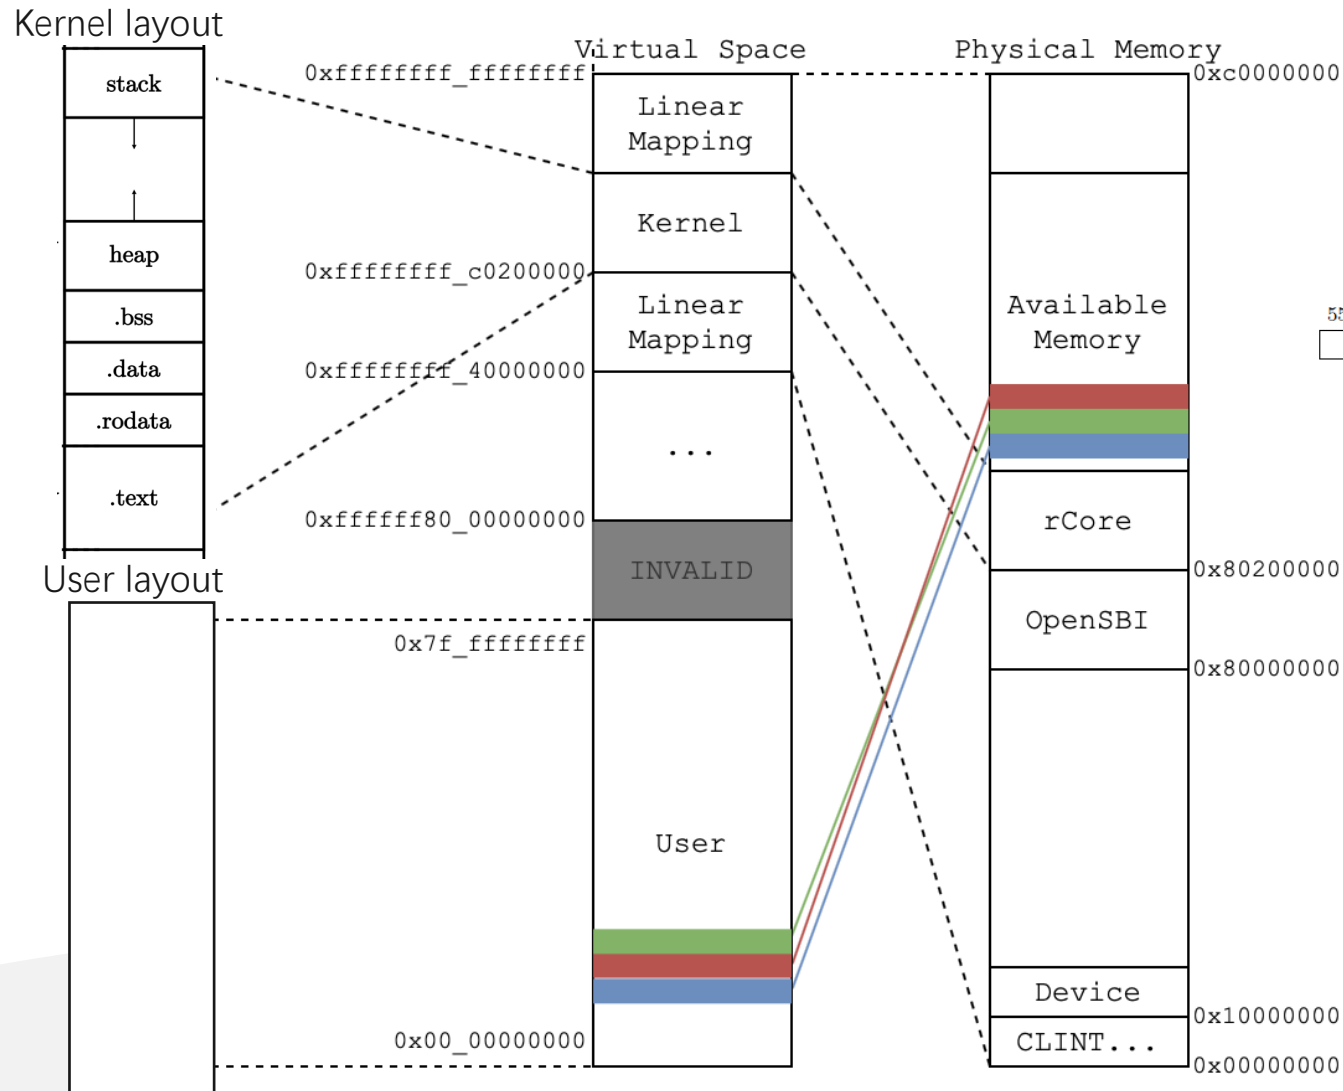 Kernel layout
stack
heap
.bss
.data
.rodata
.text
User layout
Virtual Space
0xffffffff_ffffffff
Linear
Mapping
Kernel
0xffffffff_c0200000
Linear
Mapping
0xffffffff_40000000
...
0xffffff80_00000000
INVALID
0x7f_ffffffff
User
0x00_00000000
Physical Memory
0xc0000000
Available
Memory
rCore
0x80200000
OpenSBI
0x80000000
Device
0x10000000
CLINT...
0x00000000